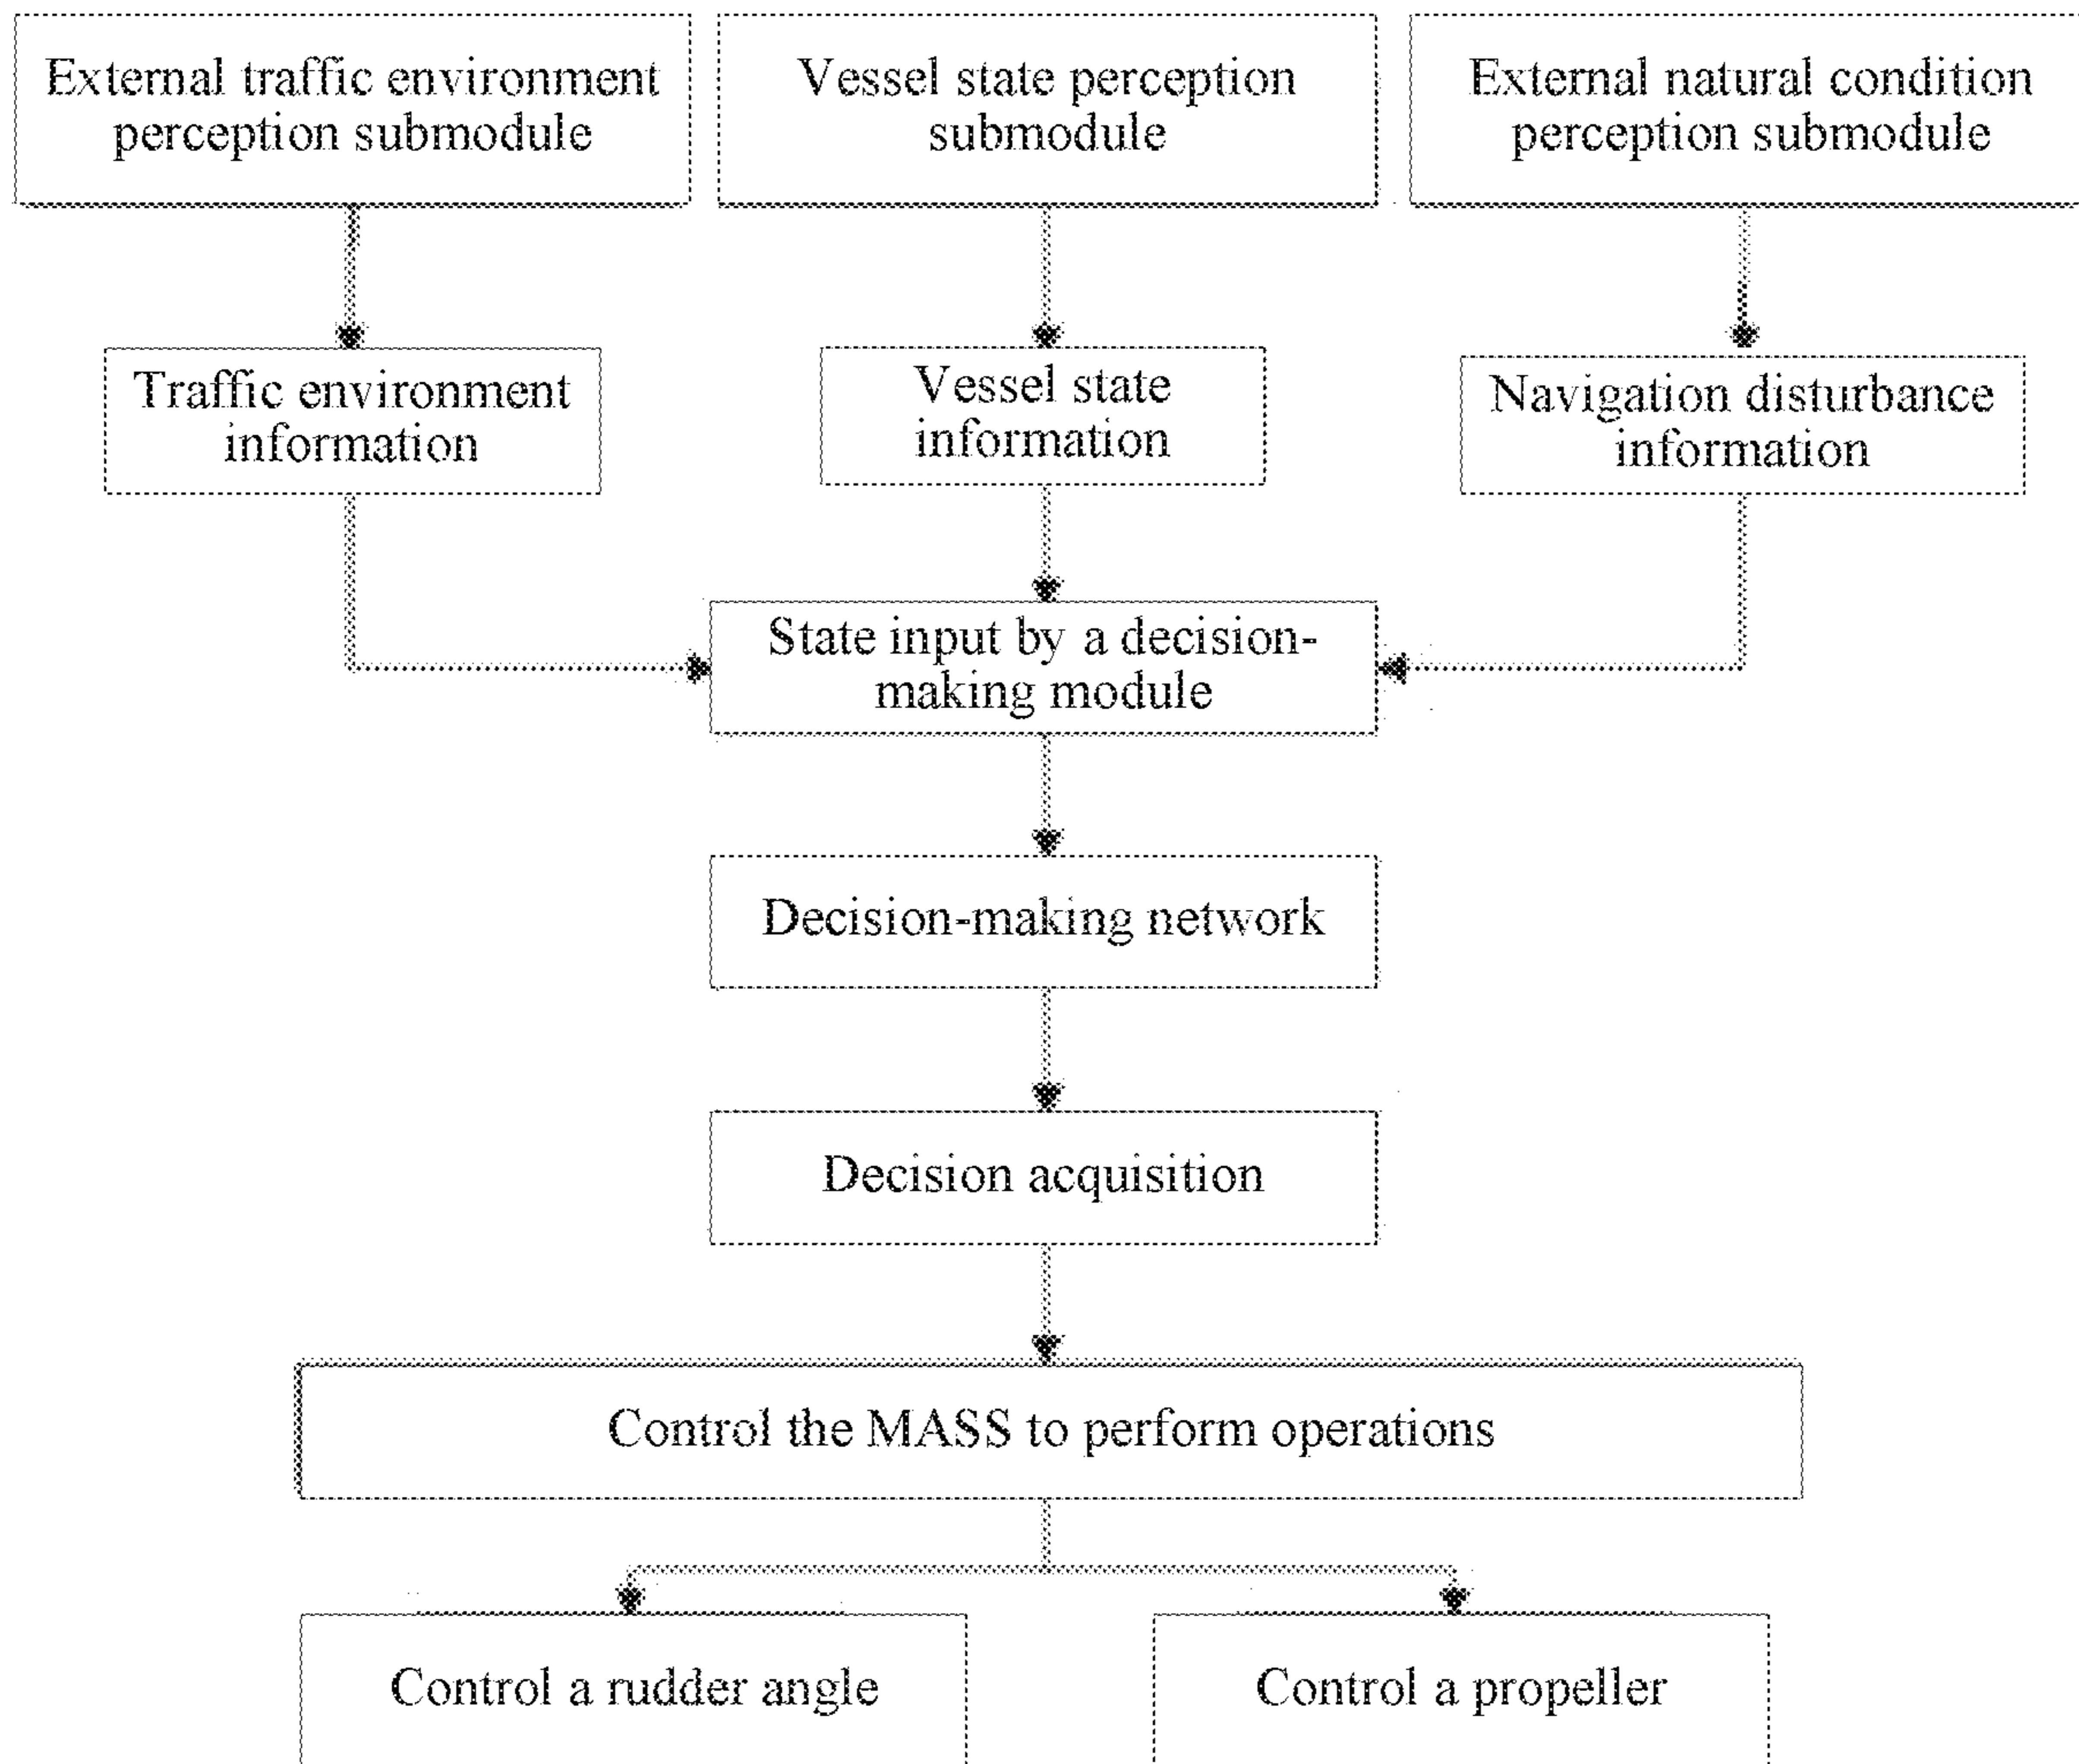 External traffic environment
perception submodule
Vessel state perception
submodule
External natural condition
perception submodule
Traffic environment
information
Vessel state
information
Navigation disturbance
information
State input by a decision-
making module
Decision-making network
Decision acquisition
Control the MASS to perform operations
Control a rudder angle
Control a propeller